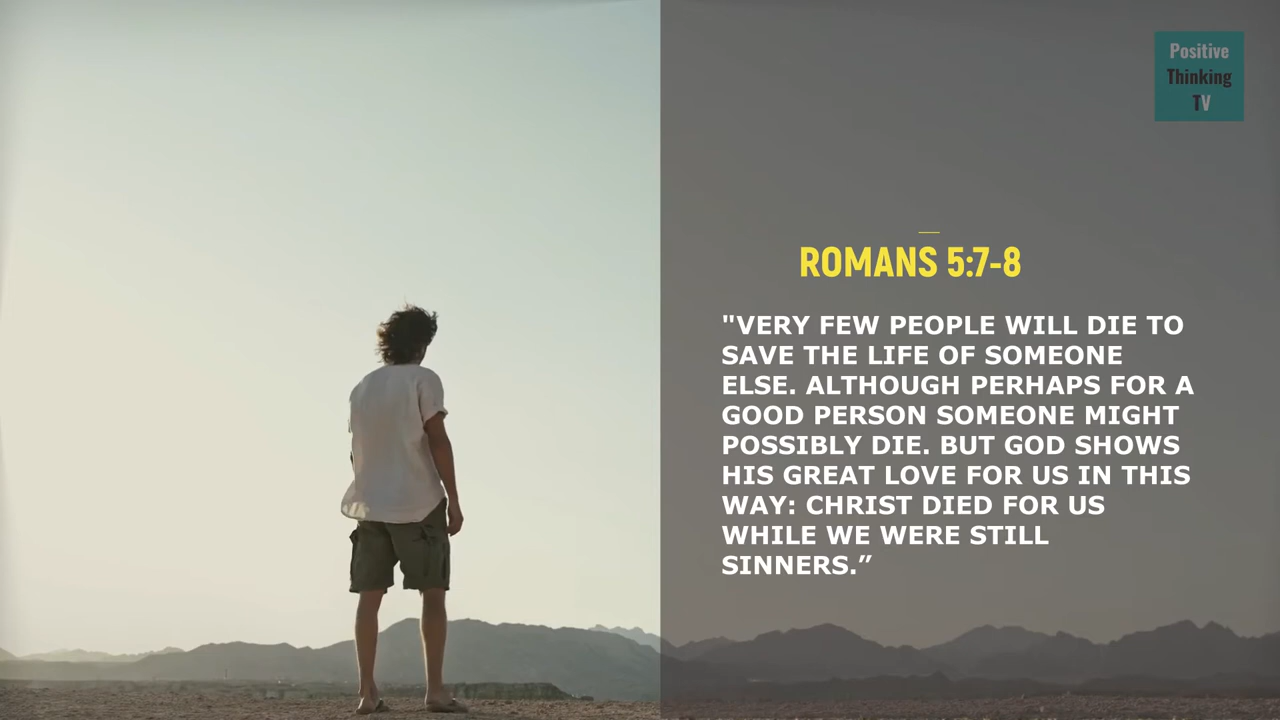 Positive
Thinking
TV
ROMANS 5:7-8
"VERY FEW PEOPLE WILL DIE TO
SAVE THE LIFE OF SOMEONE
ELSE. ALTHOUGH PERHAPS FOR A
GOOD PERSON SOMEONE MIGHT
POSSIBLY DIE. BUT GOD SHOWS
HIS GREAT LOVE FOR US IN THIS
WAY: CHRIST DIED FOR US
WHILE WE WERE STILL
SINNERS.”